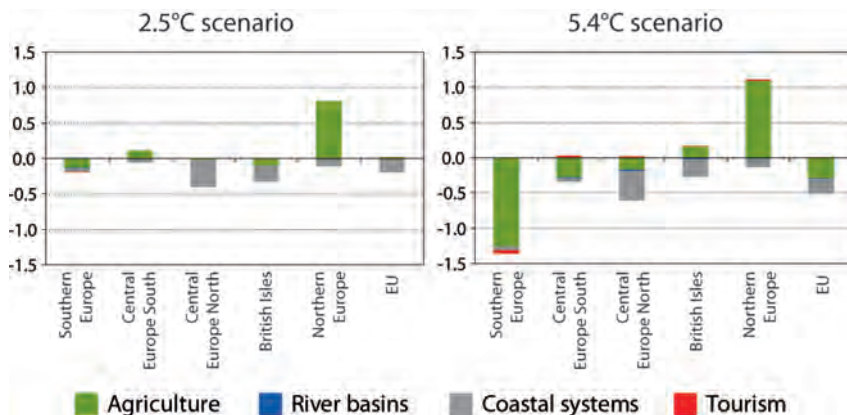 2.5°C scenario
5.4°C scenario
1.5
1.0
0.5
0.0
-0.5
-1.0
-1.5
Southern
Europe
Central
Europe South
Central
Europe North
British Isles
Northern
Europe
EU
1.5
1.0
0.5
0.0
-0.5
-1.0
-1.5
Southern
Europe
Central
Europe South
Central
Europe North
British Isles
Northern
Europe
EU
Agriculture
River basins
Coastal systems
Tourism